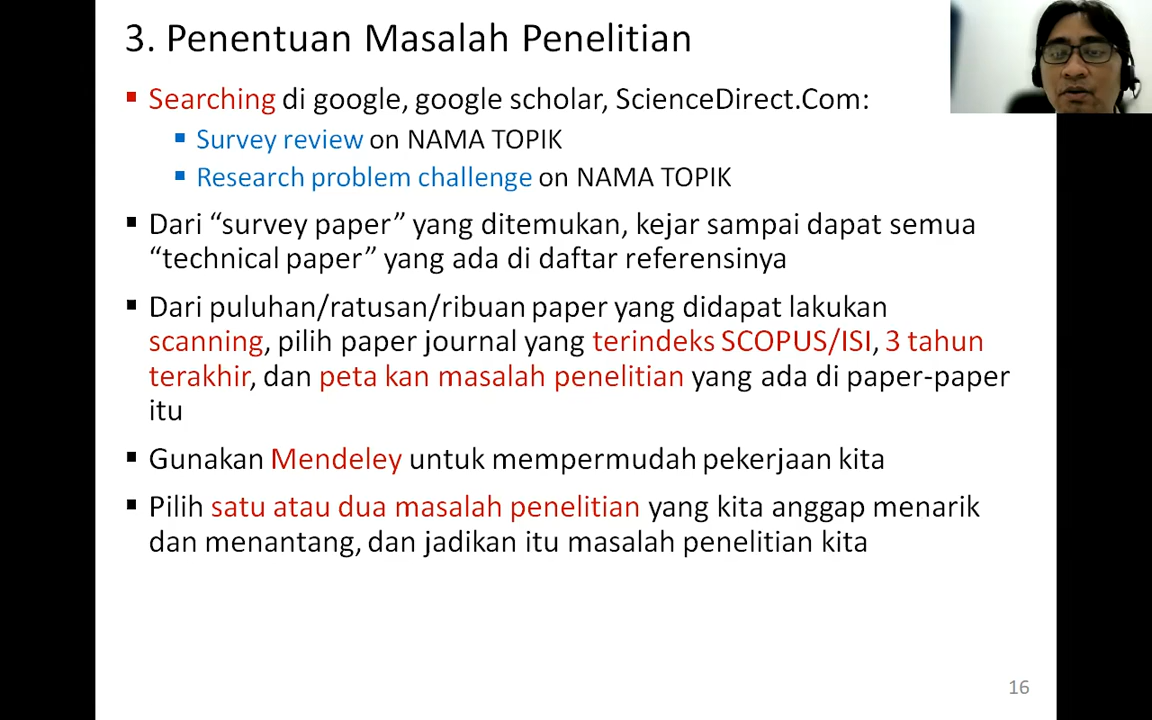 3. Penentuan Masalah Penelitian
▪ Searching di google, google scholar, ScienceDirect.Com:
▪ Survey review on NAMA TOPIK
▪ Research problem challenge on NAMA TOPIK
▪ Dari “survey paper” yang ditemukan, kejar sampai dapat semua
“technical paper” yang ada di daftar referensinya
▪ Dari puluhan/ratusan/ribuan paper yang didapat lakukan
scanning, pilih paper journal yang terindeks SCOPUS/ISI, 3 tahun
terakhir, dan peta kan masalah penelitian yang ada di paper-paper
itu
▪ Gunakan Mendeley untuk mempermudah pekerjaan kita
▪ Pilih satu atau dua masalah penelitian yang kita anggap menarik
dan menantang, dan jadikan itu masalah penelitian kita
16